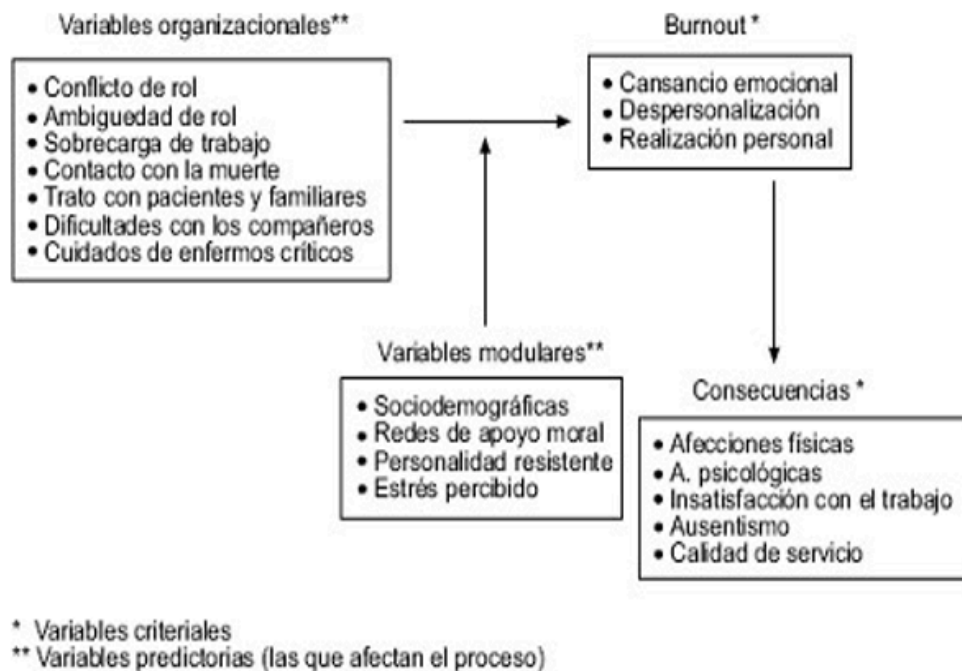 Variables organizacionales**
• Conflicto de rol
• Ambiguedad de rol
• Sobrecarga de trabajo
• Contacto con la muerte
• Trato con pacientes y familiares
• Dificultades con los compañeros
• Cuidados de enfermos críticos
Burnout *
• Cansancio emocional
• Despersonalización
• Realización personal
Variables modulares**
• Sociodemográficas
• Redes de apoyo moral
• Personalidad resistente
• Estrés percibido
Consecuencias *
• Afecciones físicas
• A. psicológicas
• Insatisfacción con el trabajo
• Ausentismo
• Calidad de servicio
* Variables criteriales
** Variables predictorias (las que afectan el proceso)